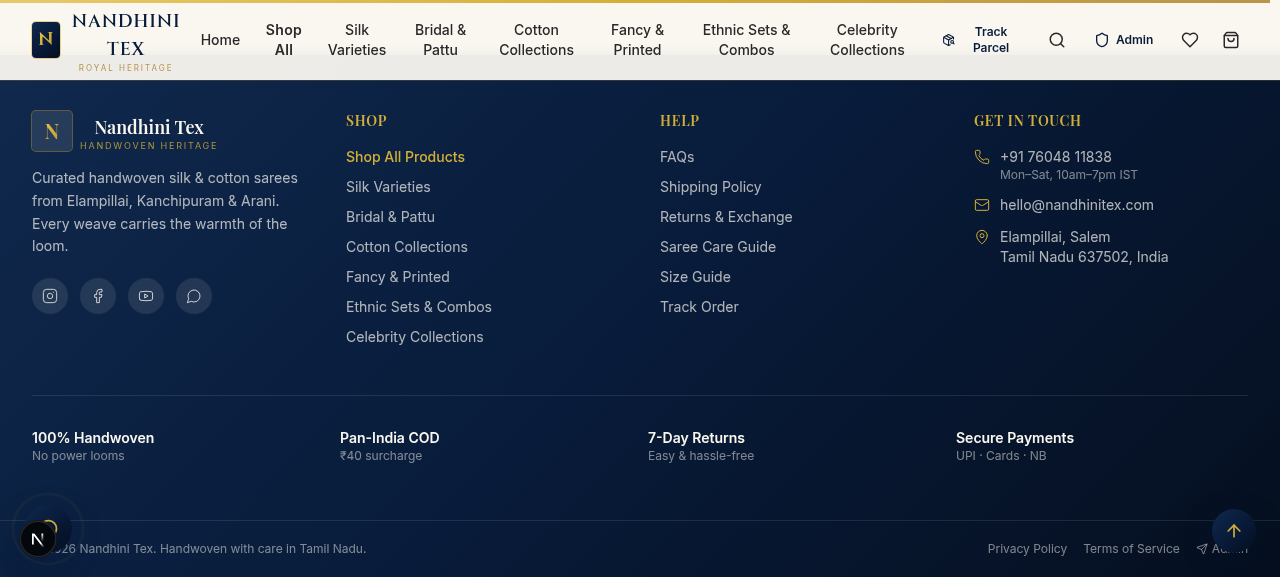 N
NANDHINI
TEX
ROYAL HERITAGE
Home
Shop
All
Silk
Varieties
Bridal &
Pattu
Cotton
Collections
Fancy &
Printed
Ethnic Sets &
Combos
Celebrity
Collections
Track
Parcel
Admin
N
Nandhini Tex
HANDWOVEN HERITAGE
Curated handwoven silk & cotton sarees
from Elampillai, Kanchipuram & Arani.
Every weave carries the warmth of the
loom.
SHOP
Shop All Products
Silk Varieties
Bridal & Pattu
Cotton Collections
Fancy & Printed
Ethnic Sets & Combos
Celebrity Collections
HELP
FAQs
Shipping Policy
Returns & Exchange
Saree Care Guide
Size Guide
Track Order
GET IN TOUCH
+91 76048 11838
Mon–Sat, 10am–7pm IST
hello@nandhinitex.com
Elampillai, Salem
Tamil Nadu 637502, India
100% Handwoven
No power looms
Pan-India COD
₹40 surcharge
7-Day Returns
Easy & hassle-free
Secure Payments
UPI · Cards · NB
N
Nandhini Tex. Handwoven with care in Tamil Nadu.
Privacy Policy
Terms of Service